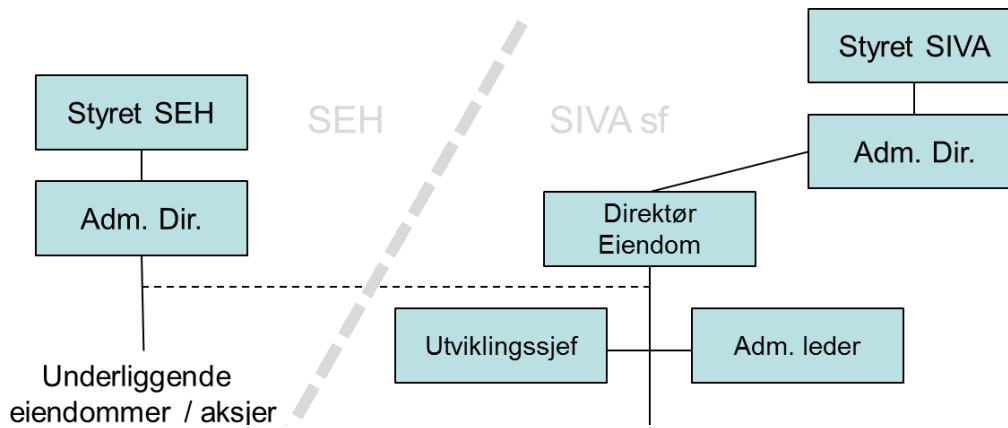 Styret SIVA
Styret SEH
SEH
SIVA sf
Adm. Dir.
Adm. Dir.
Direktør
Eiendom
Utviklingssjef
Adm. leder
Underliggende
eiendommer / aksjer